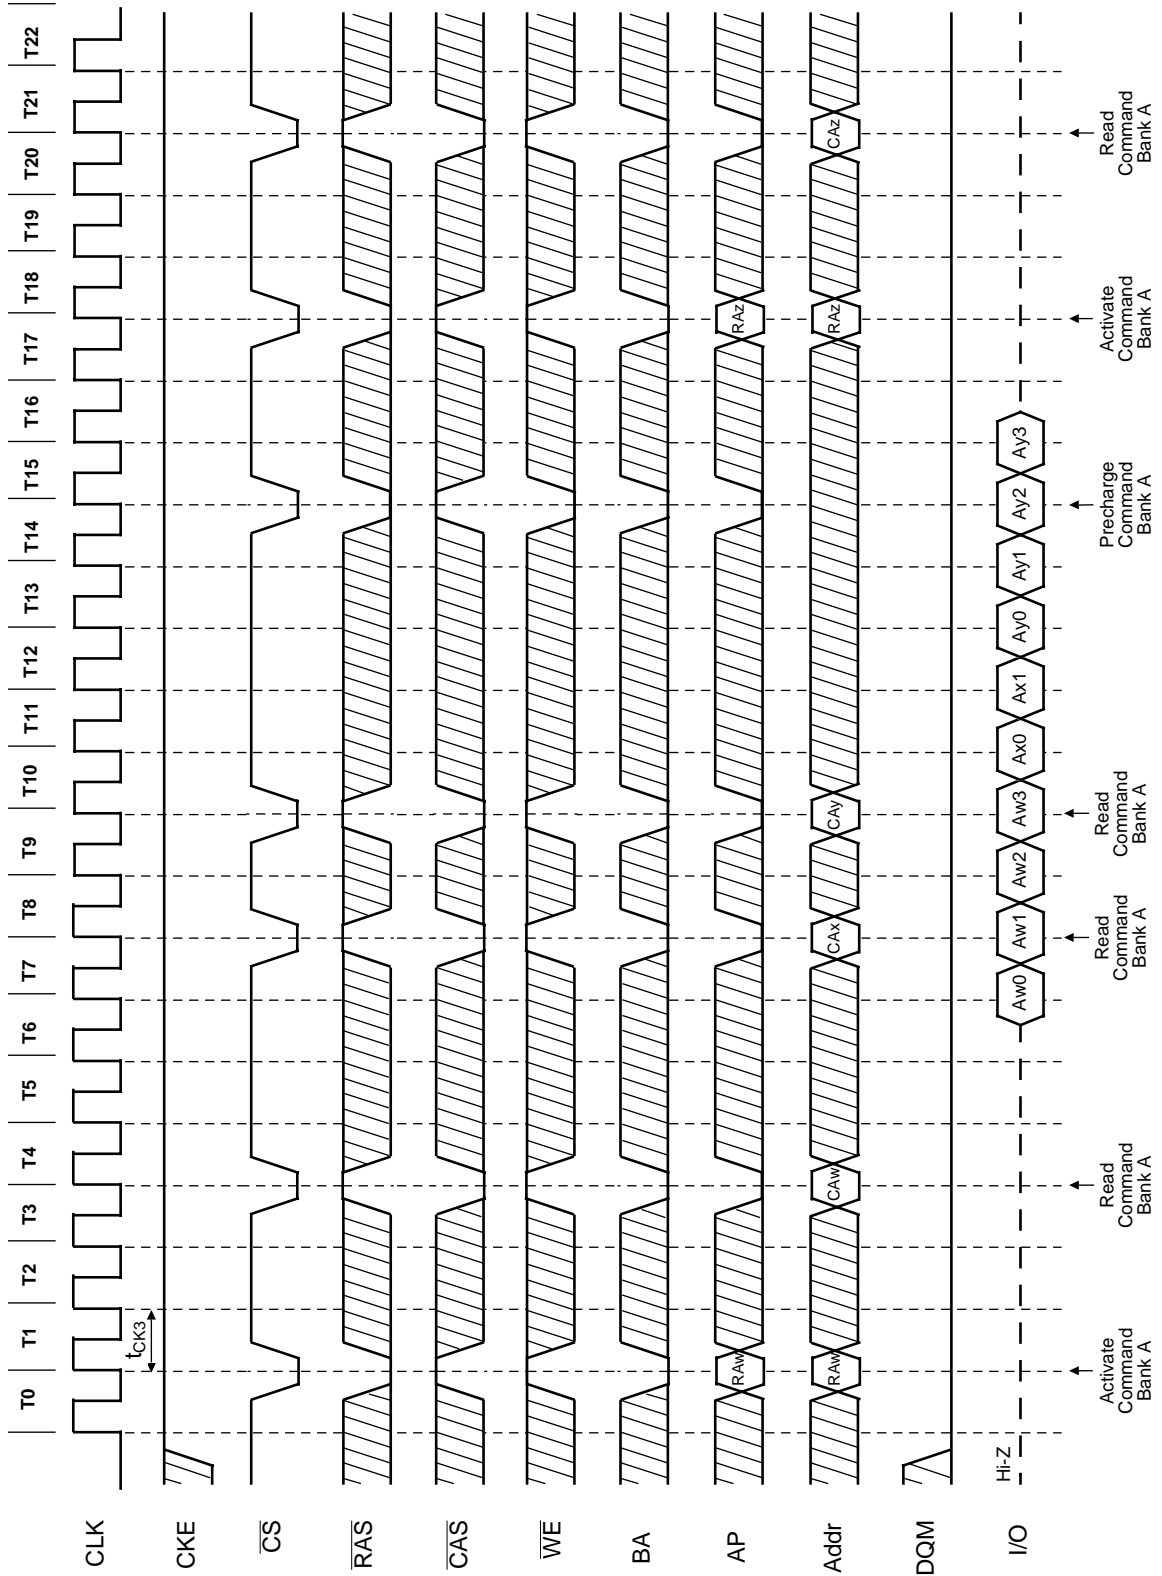 T0 T1 T2 T3 T4 T5 T6 T7 T8 T9 T10 T11 T12 T13 T14 T15 T16 T17 T18 T19 T20 T21 T22
CLK
tCK3
CKE
CS
RAS
CAS
WE
BA
AP
RAw RAz
Addr
RAw CAw CAx CAy RAz CAz
DQM
I/O
Hi-Z
Aw0 Aw1 Aw2 Aw3 Ax0 Ax1 Ay0 Ay1 Ay2 Ay3
Activate
Command
Bank A
Read
Command
Bank A
Read
Command
Bank A
Read
Command
Bank A
Precharge
Command
Bank A
Activate
Command
Bank A
Read
Command
Bank A